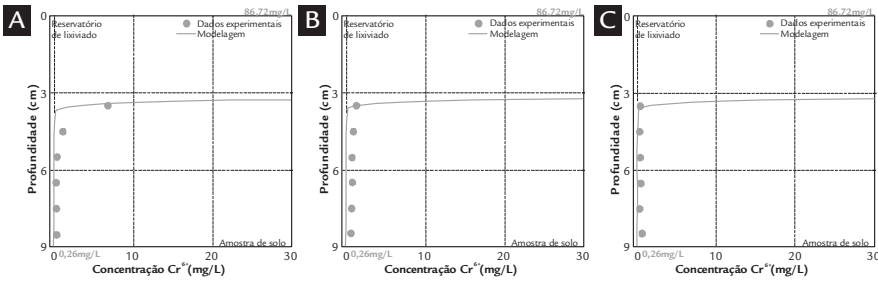 A
86.72mg/L
0
Reservatório
de lixiviado
Dados experimentais
Modelagem
3
Profundidade (cm)
6
9
Amostra de solo
0 10 20 30
0,26mg/L
Concentração Cr⁶⁺(mg/L)
B
86.72mg/L
0
Reservatório
de lixiviado
Dados experimentais
Modelagem
3
Profundidade (cm)
6
9
Amostra de solo
0 10 20 30
0,26mg/L
Concentração Cr⁶⁺(mg/L)
C
86.72mg/L
0
Reservatório
de lixiviado
Dados experimentais
Modelagem
3
Profundidade (cm)
6
9
Amostra de solo
0 10 20 30
0,26mg/L
Concentração Cr⁶⁺(mg/L)